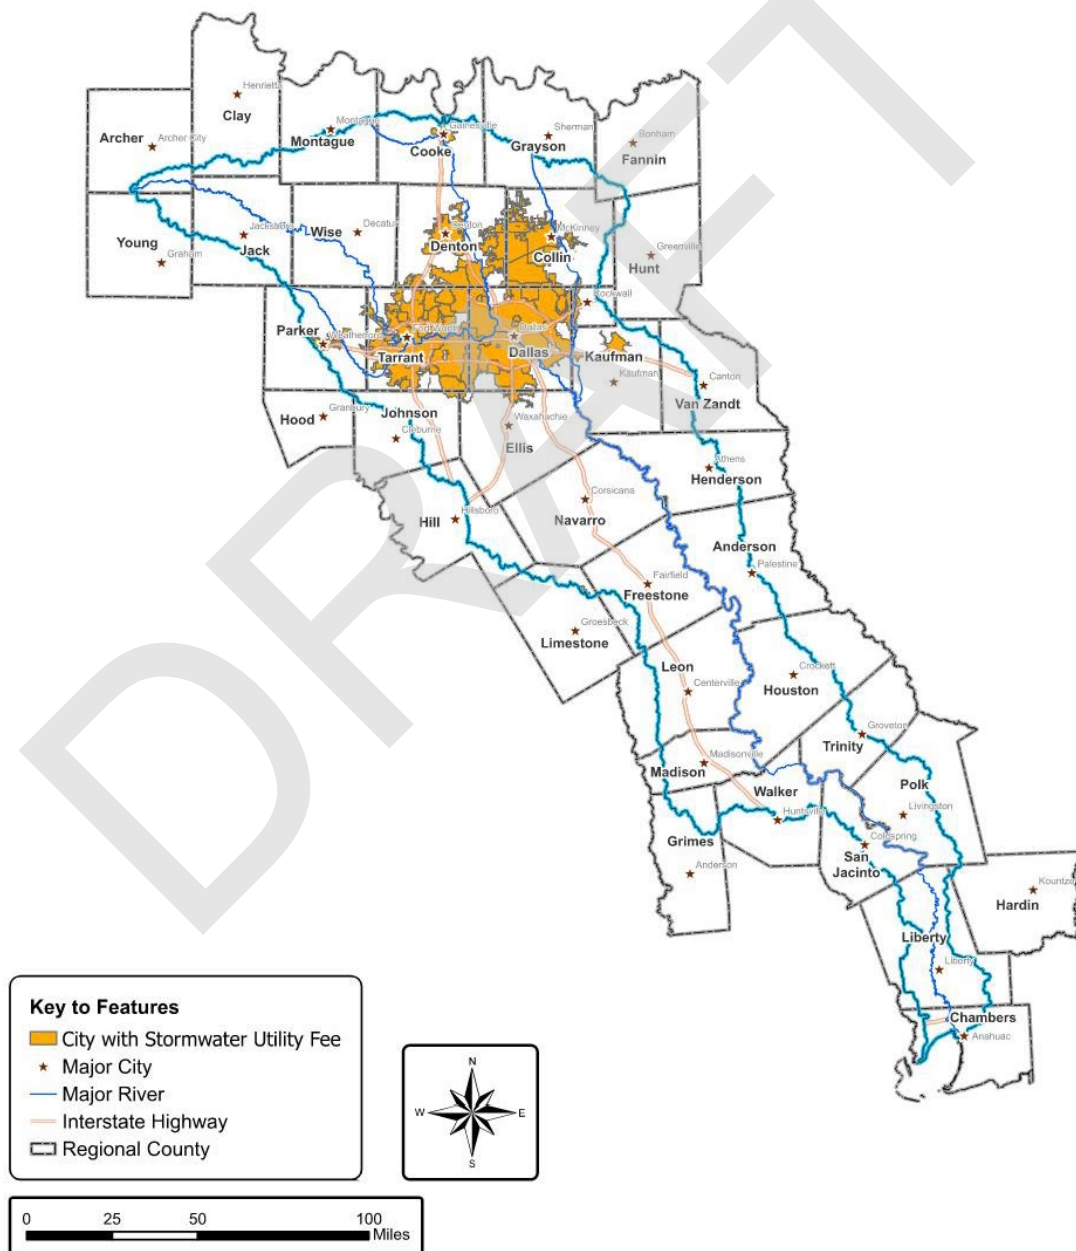 DRAFT
Henrietta
Clay
Archer
Archer City
Montague
Montague
Gainesville
Cooke
Sherman
Grayson
Bonham
Fannin
Young
Graham
Jacksboro
Jack
Wise
Decatur
Denton
Denton
McKinney
Collin
Greenville
Hunt
Rockwall
Parker
Weatherford
Fort Worth
Tarrant
Dallas
Dallas
Kaufman
Kaufman
Canton
Van Zandt
Hood
Granbury
Johnson
Cleburne
Waxahachie
Ellis
Athens
Henderson
Hill
Hillsboro
Corsicana
Navarro
Anderson
Palestine
Fairfield
Freestone
Groesbeck
Limestone
Leon
Centerville
Crockett
Houston
Groveton
Trinity
Madisonville
Madison
Walker
Huntsville
Polk
Livingston
Grimes
Anderson
Coldspring
San
Jacinto
Kountze
Hardin
Liberty
Liberty
Chambers
Anahuac
Key to Features
City with Stormwater Utility Fee
Major City
Major River
Interstate Highway
Regional County
N
W E
S
0 25 50 100
Miles